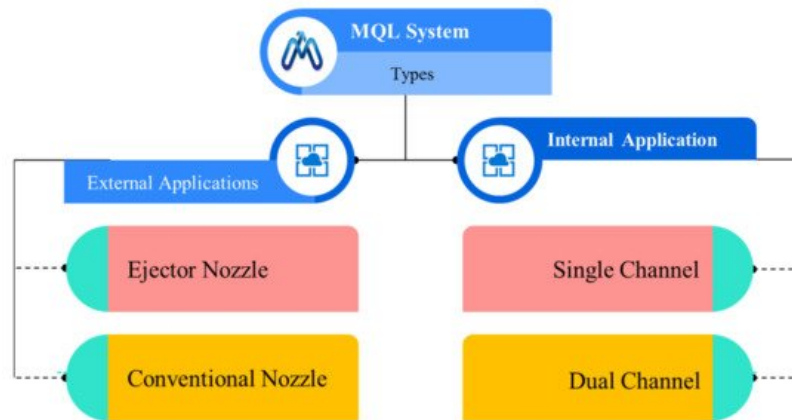 MQL System
Types
External Applications
Internal Application
Ejector Nozzle
Single Channel
Conventional Nozzle
Dual Channel